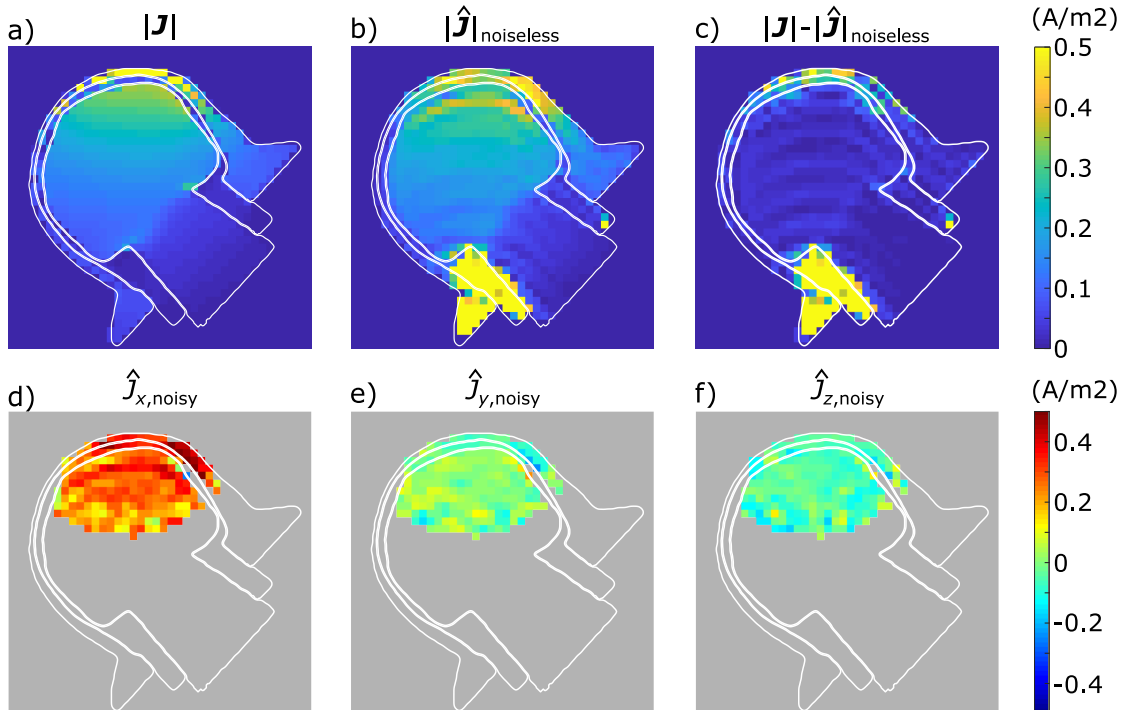 a) |J|
b) |Ĵ|noiseless
c) |J|-|Ĵ|noiseless
(A/m2)
0.5
0.4
0.3
0.2
0.1
0
d) Ĵx,noisy
e) Ĵy,noisy
f) Ĵz,noisy
(A/m2)
0.4
0.2
0
-0.2
-0.4